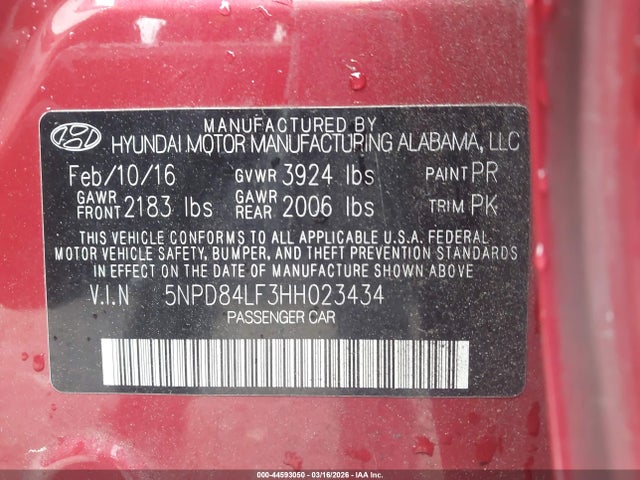 MANUFACTURED BY
HYUNDAI MOTOR MANUFACTURING ALABAMA, LLC
Feb/10/16 GVWR 3924 lbs PAINT PR
GAWR FRONT 2183 lbs GAWR REAR 2006 lbs TRIM PK
THIS VEHICLE CONFORMS TO ALL APPLICABLE U.S.A. FEDERAL
MOTOR VEHICLE SAFETY, BUMPER, AND THEFT PREVENTION STANDARDS
IN EFFECT ON THE DATE OF MANUFACTURE SHOWN ABOVE
V.I.N 5NPD84LF3HH023434
PASSENGER CAR
000-44593050 - 03/16/2026 - IAA Inc.